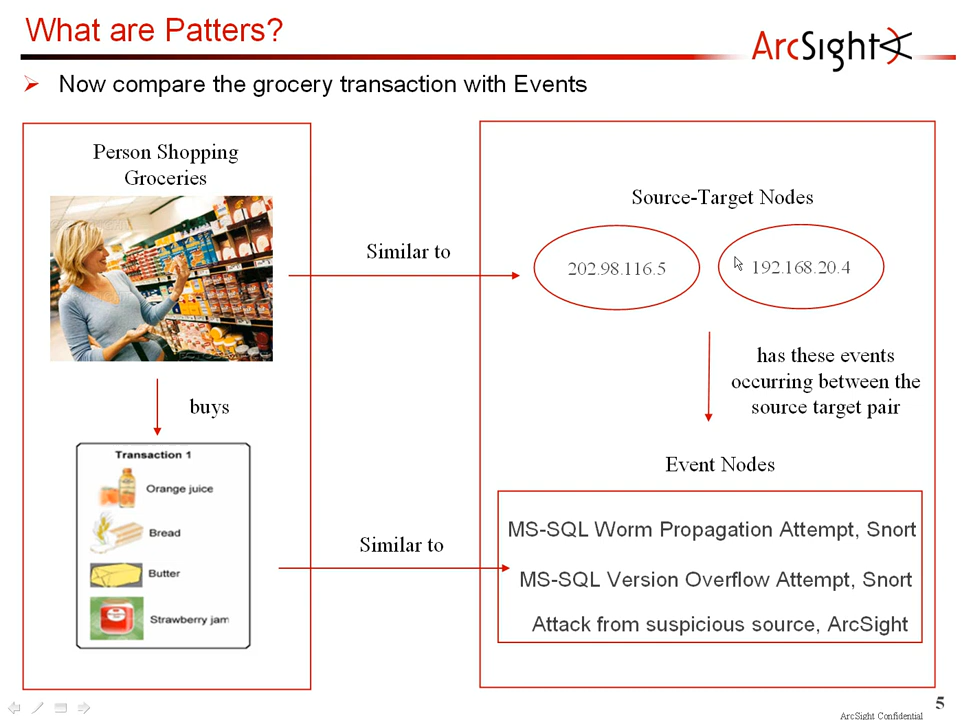 What are Patters?
ArcSight
Now compare the grocery transaction with Events
Person Shopping
Groceries
Similar to
buys
Transaction 1
Orange juice
Bread
Butter
Strawberry jam
Similar to
Source-Target Nodes
202.98.116.5
192.168.20.4
has these events
occurring between the
source target pair
Event Nodes
MS-SQL Worm Propagation Attempt, Snort
MS-SQL Version Overflow Attempt, Snort
Attack from suspicious source, ArcSight
5
ArcSight Confidential